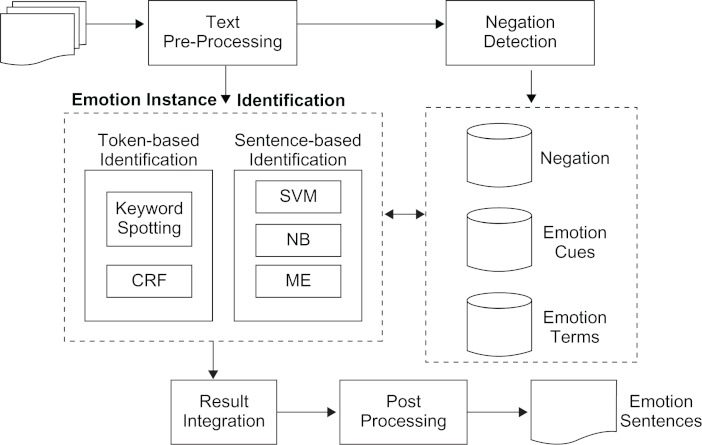 Text
Pre-Processing
Negation
Detection
Emotion Instance Identification
Token-based
Identification
Sentence-based
Identification
Keyword
Spotting
CRF
SVM
NB
ME
Negation
Emotion
Cues
Emotion
Terms
Result
Integration
Post
Processing
Emotion
Sentences